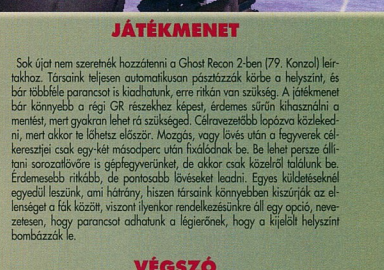 JÁTÉKMENET
Sok újat nem szeretnék hozzátenni a Ghost Recon 2-ben (79. Konzol) leír-
takhoz. Társaink teljesen automatikusan pásztázzák körbe a helyszínt, és
bár többféle parancsot is kiadhatunk, erre ritkán van szükség. A játékmenet
bár könnyebb a régi GR részekhez képest, érdemes sűrűn kihasználni a
mentést, mert gyakran lehet rá szükséged. Célravezetőbb lopózva közleked-
ni, mert akkor te lőhetsz először. Mozgás, vagy lövés után a fegyverek cél-
keresztjei csak egy-két másodperc után fixálódnak be. Be lehet persze állí-
tani sorozatlövőre is gépfegyverünket, de akkor csak közelről találunk be.
Érdemesebb ritkább, de pontosabb lövéseket leadni. Egyes küldetéseknél
egyedül leszünk, ami hátrány, hiszen társaink könnyebben kiszúrják az el-
lenséget a fák között, viszont ilyenkor rendelkezésünkre áll egy opció, neve-
zetesen, hogy parancsot adhatunk a légierőnek, hogy a kijelölt helyszínt
bombázzák le.
VÉGSZÓ